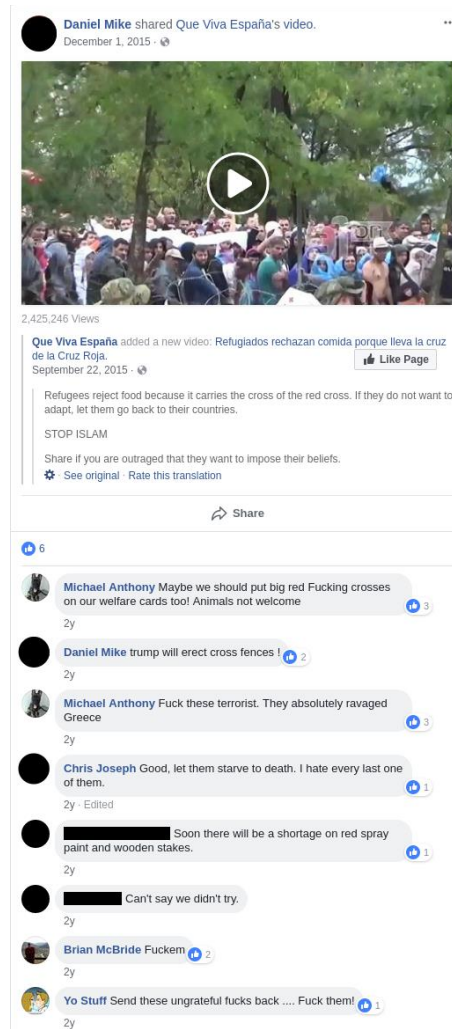 Daniel Mike shared Que Viva España's video.
December 1, 2015 ·
2,425,246 Views
Que Viva España added a new video: Refugiados rechazan comida porque lleva la cruz
de la Cruz Roja.
Like Page
September 22, 2015 ·
Refugees reject food because it carries the cross of the red cross. If they do not want to
adapt, let them go back to their countries.
STOP ISLAM
Share if you are outraged that they want to impose their beliefs.
· See original · Rate this translation
Share
6
Michael Anthony Maybe we should put big red Fucking crosses
on our welfare cards too! Animals not welcome
3
2y
Daniel Mike trump will erect cross fences !
2
2y
Michael Anthony Fuck these terrorist. They absolutely ravaged
Greece
3
2y
Chris Joseph Good, let them starve to death. I hate every last one
of them.
1
2y · Edited
Soon there will be a shortage on red spray
paint and wooden stakes.
1
2y
Can't say we didn't try.
2y
Brian McBride Fuckem
2
2y
Yo Stuff Send these ungrateful fucks back .... Fuck them!
1
2y